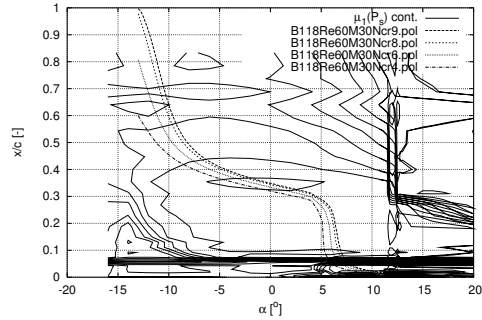 μ₁(Pₛ) cont.
B118Re60M30Ncr9.pol
B118Re60M30Ncr8.pol
B118Re60M30Ncr6.pol
B118Re60M30Ncr4.pol
x/c [-]
1
0.9
0.8
0.7
0.6
0.5
0.4
0.3
0.2
0.1
0
-20 -15 -10 -5 0 5 10 15 20
α [°]